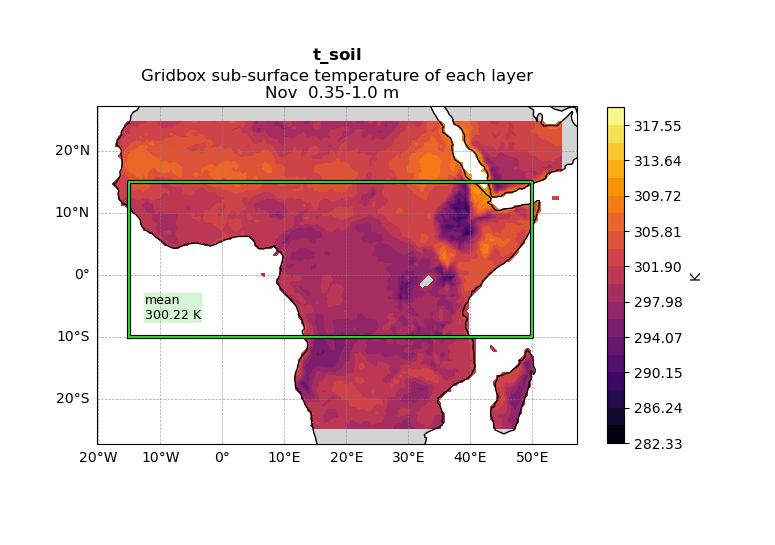 t_soil
Gridbox sub-surface temperature of each layer
Nov  0.35-1.0 m
20°N
10°N
0°
10°S
20°S
mean
300.22 K
20°W
10°W
0°
10°E
20°E
30°E
40°E
50°E
317.55
313.64
309.72
305.81
301.90
297.98
294.07
290.15
286.24
282.33
K